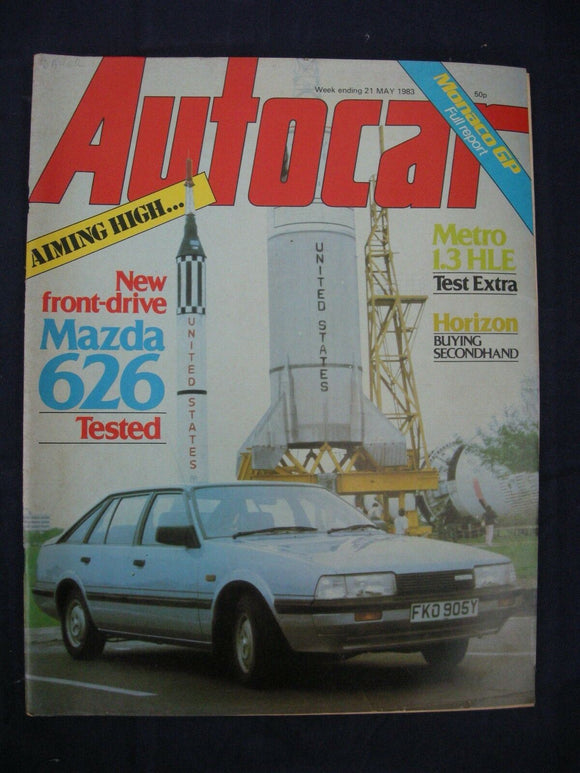 Week ending 21 MAY 1983
50p
Autocar
Monaco GP
Full report
AIMING HIGH...
New
front-drive
Mazda
626
Tested
Metro
1.3 HLE
Test Extra
Horizon
BUYING
SECONDHAND
UNITED STATES
UNITED STATES
FKO 905Y